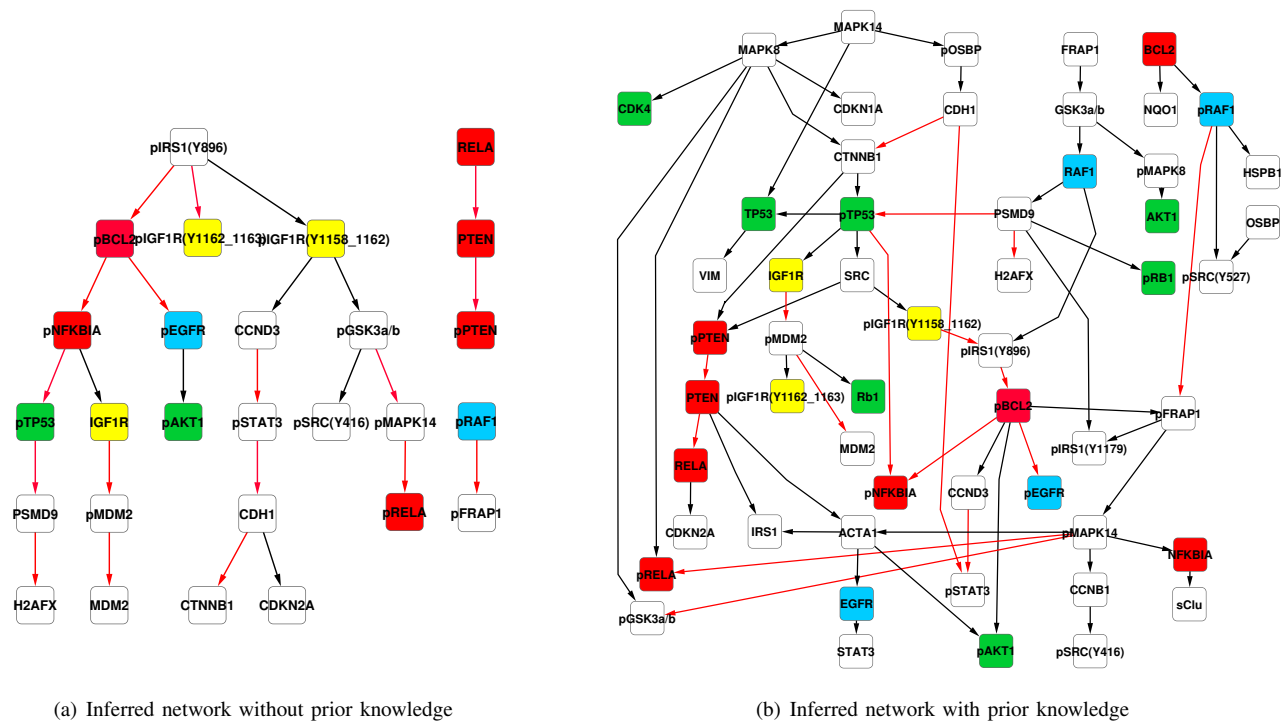 pIRS1(Y896)
RELA
pBCL2
pIGF1R(Y1162_1163)
pIGF1R(Y1158_1162)
PTEN
pNFKBIA
pEGFR
CCND3
pGSK3a/b
pPTEN
pTP53
IGF1R
pAKT1
pSTAT3
pSRC(Y416)
pMAPK14
pRAF1
PSMD9
pMDM2
CDH1
pRELA
pFRAP1
H2AFX
MDM2
CTNNB1
CDKN2A
(a) Inferred network without prior knowledge
MAPK14
MAPK8
pOSBP
FRAP1
BCL2
CDK4
CDKN1A
CDH1
GSK3a/b
NQO1
pRAF1
CTNNB1
RAF1
pMAPK8
HSPB1
TP53
pTP53
PSMD9
AKT1
OSBP
VIM
IGF1R
SRC
H2AFX
pRB1
pSRC(Y527)
pPTEN
pMDM2
pIGF1R(Y1158_1162)
pIRS1(Y896)
PTEN
pIGF1R(Y1162_1163)
Rb1
pBCL2
pFRAP1
RELA
MDM2
pIRS1(Y1179)
pNFKBIA
CCND3
pEGFR
CDKN2A
IRS1
ACTA1
pMAPK14
NFKBIA
pRELA
pSTAT3
CCNB1
pGSK3a/b
EGFR
sClu
STAT3
pAKT1
pSRC(Y416)
(b) Inferred network with prior knowledge